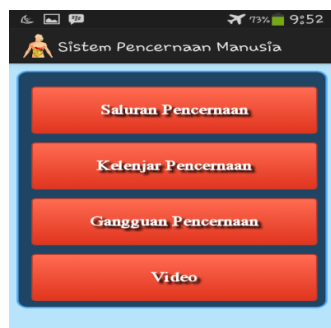 73% 9:52
Sistem Pencernaan Manusia
Saluran Pencernaan
Kelenjar Pencernaan
Gangguan Pencernaan
Video